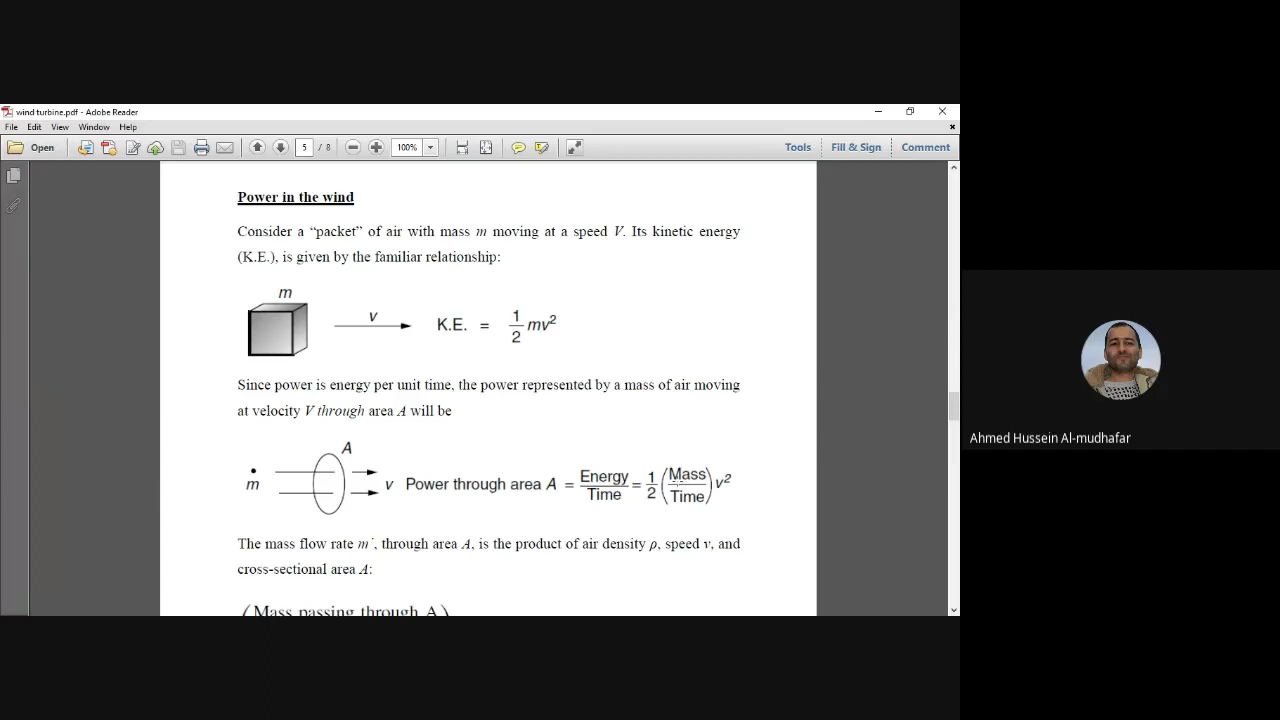 wind turbine.pdf - Adobe Reader
File Edit View Window Help
Open 5 / 8 100% Tools Fill & Sign Comment
Power in the wind
Consider a “packet” of air with mass m moving at a speed V. Its kinetic energy
(K.E.), is given by the familiar relationship:
m
v K.E. = 1/2 mv²
Since power is energy per unit time, the power represented by a mass of air moving
at velocity V through area A will be
A
ṁ v Power through area A = Energy/Time = 1/2 (Mass/Time) v²
The mass flow rate m˙, through area A, is the product of air density ρ, speed v, and
cross-sectional area A:
(Mass passing through A)
Ahmed Hussein Al-mudhafar